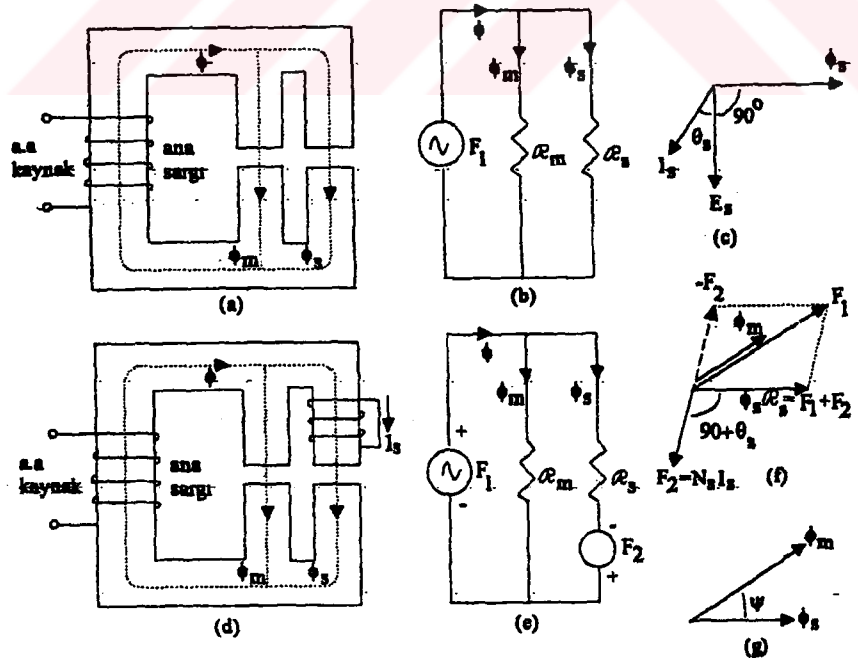 a.a
kaynak
ana
sargı
ϕ
ϕm
ϕs
(a)
ϕ
ϕm
ϕs
F1
ℛm
ℛs
(b)
ϕs
90°
θs
Is
Es
(c)
a.a
kaynak
ana
sargı
ϕ
Is
ϕm
ϕs
(d)
ϕ
ϕm
ϕs
+
F1
-
ℛm
ℛs
-
F2
+
(e)
-F2
F1
ϕm
ϕsℛs=F1+F2
90+θs
F2=NsIs
(f)
ϕm
ψ
ϕs
(g)